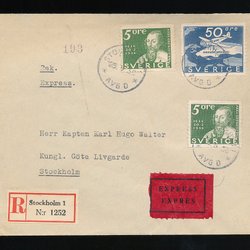 193
5 ÖRE
SVERIGE
50 ÖRE
SVERIGE
Rek.
Express.
5 ÖRE
SVERIGE
Herr Kapten Karl Hugo Walter
Kungl. Göta Livgarde
Stockholm
R
Stockholm 1
Nr 1252
EXPRESS
EXPRÈS